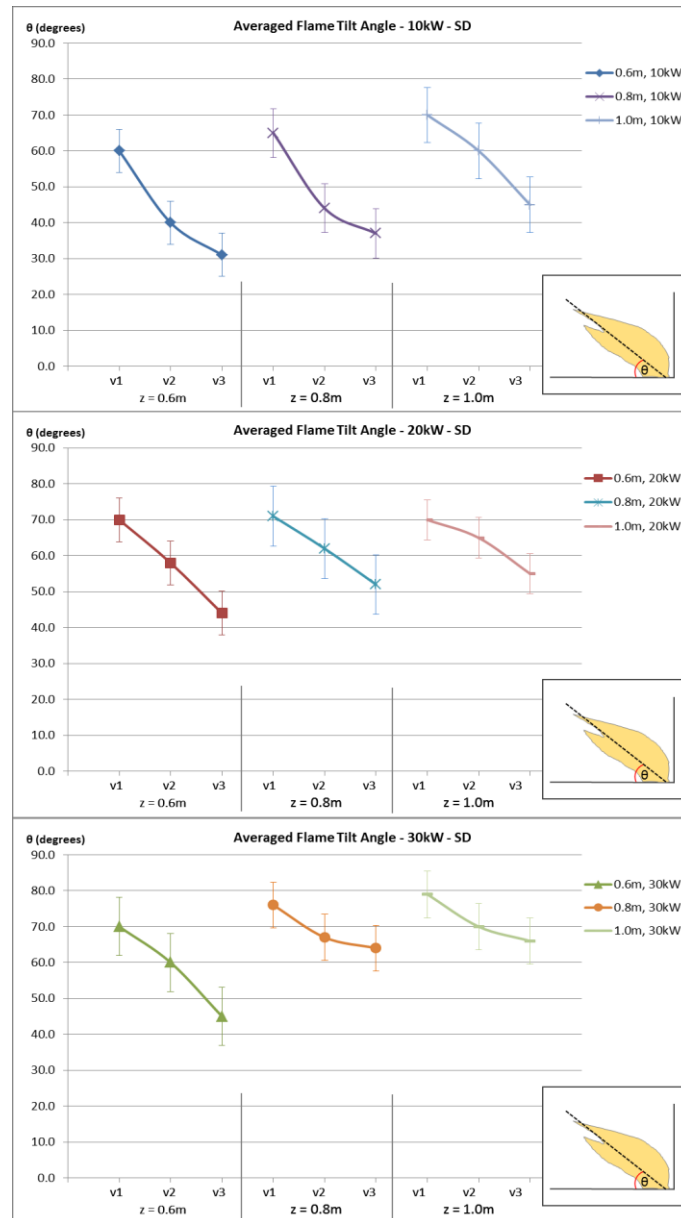 θ (degrees)
Averaged Flame Tilt Angle - 10kW - SD
90.0
80.0
70.0
60.0
50.0
40.0
30.0
20.0
10.0
0.0
0.6m, 10kW
0.8m, 10kW
1.0m, 10kW
θ
v1 v2 v3 v1 v2 v3 v1 v2 v3
z = 0.6m z = 0.8m z = 1.0m
θ (degrees)
Averaged Flame Tilt Angle - 20kW - SD
90.0
80.0
70.0
60.0
50.0
40.0
30.0
20.0
10.0
0.0
0.6m, 20kW
0.8m, 20kW
1.0m, 20kW
θ
v1 v2 v3 v1 v2 v3 v1 v2 v3
z = 0.6m z = 0.8m z = 1.0m
θ (degrees)
Averaged Flame Tilt Angle - 30kW - SD
90.0
80.0
70.0
60.0
50.0
40.0
30.0
20.0
10.0
0.0
0.6m, 30kW
0.8m, 30kW
1.0m, 30kW
θ
v1 v2 v3 v1 v2 v3 v1 v2 v3
z = 0.6m z = 0.8m z = 1.0m